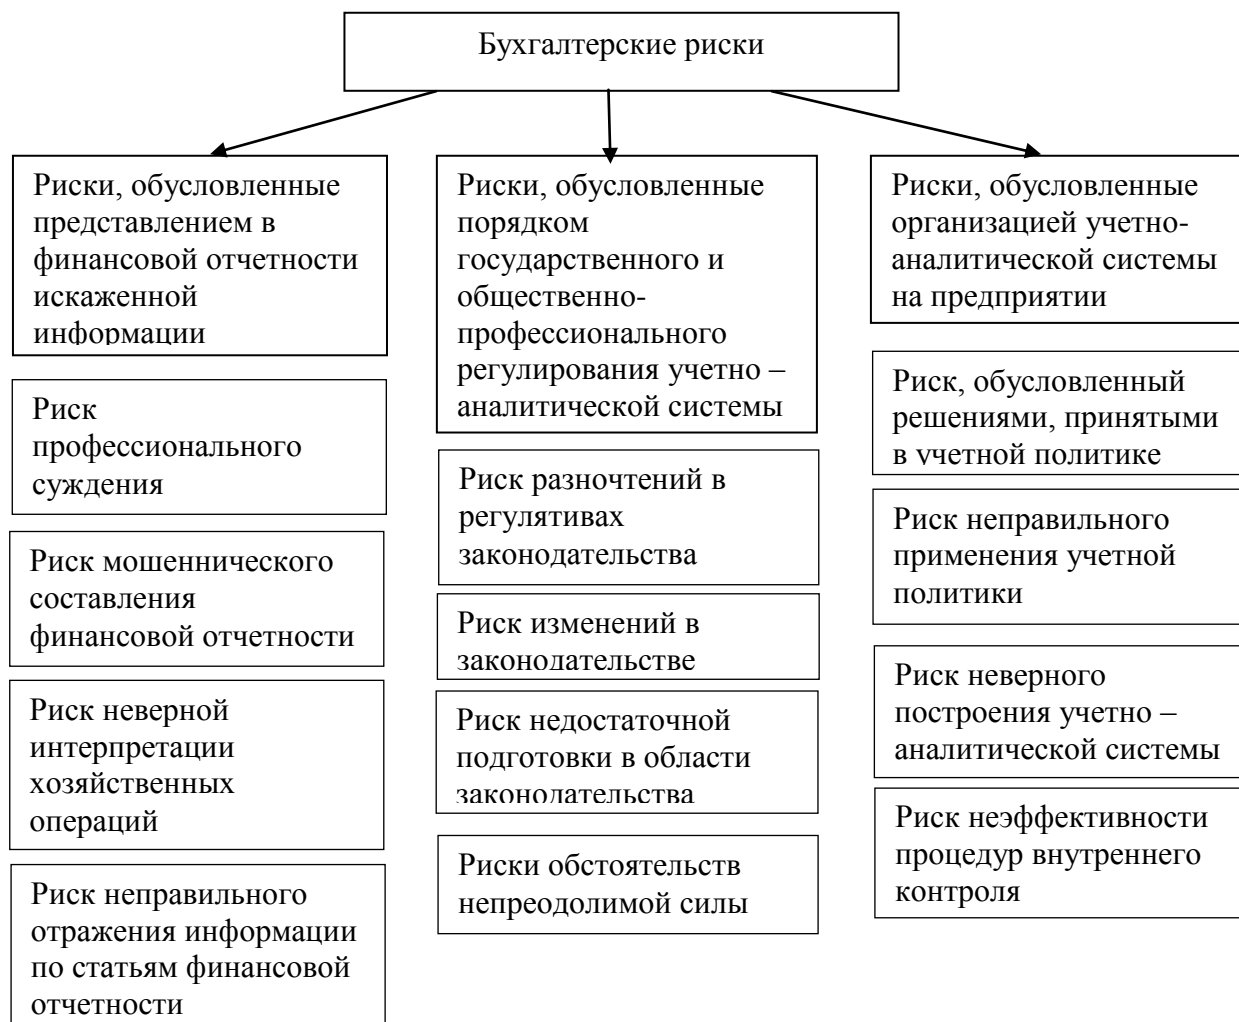 Бухгалтерские риски
Риски, обусловленные
представлением в
финансовой отчетности
искаженной
информации
Риск
профессионального
суждения
Риск мошеннического
составления
финансовой отчетности
Риск неверной
интерпретации
хозяйственных
операций
Риск неправильного
отражения информации
по статьям финансовой
отчетности
Риски, обусловленные
порядком
государственного и
общественно-
профессионального
регулирования учетно –
аналитической системы
Риск разночтений в
регулятивах
законодательства
Риск изменений в
законодательстве
Риск недостаточной
подготовки в области
законодательства
Риски обстоятельств
непреодолимой силы
Риски, обусловленные
организацией учетно-
аналитической системы
на предприятии
Риск, обусловленный
решениями, принятыми
в учетной политике
Риск неправильного
применения учетной
политики
Риск неверного
построения учетно –
аналитической системы
Риск неэффективности
процедур внутреннего
контроля